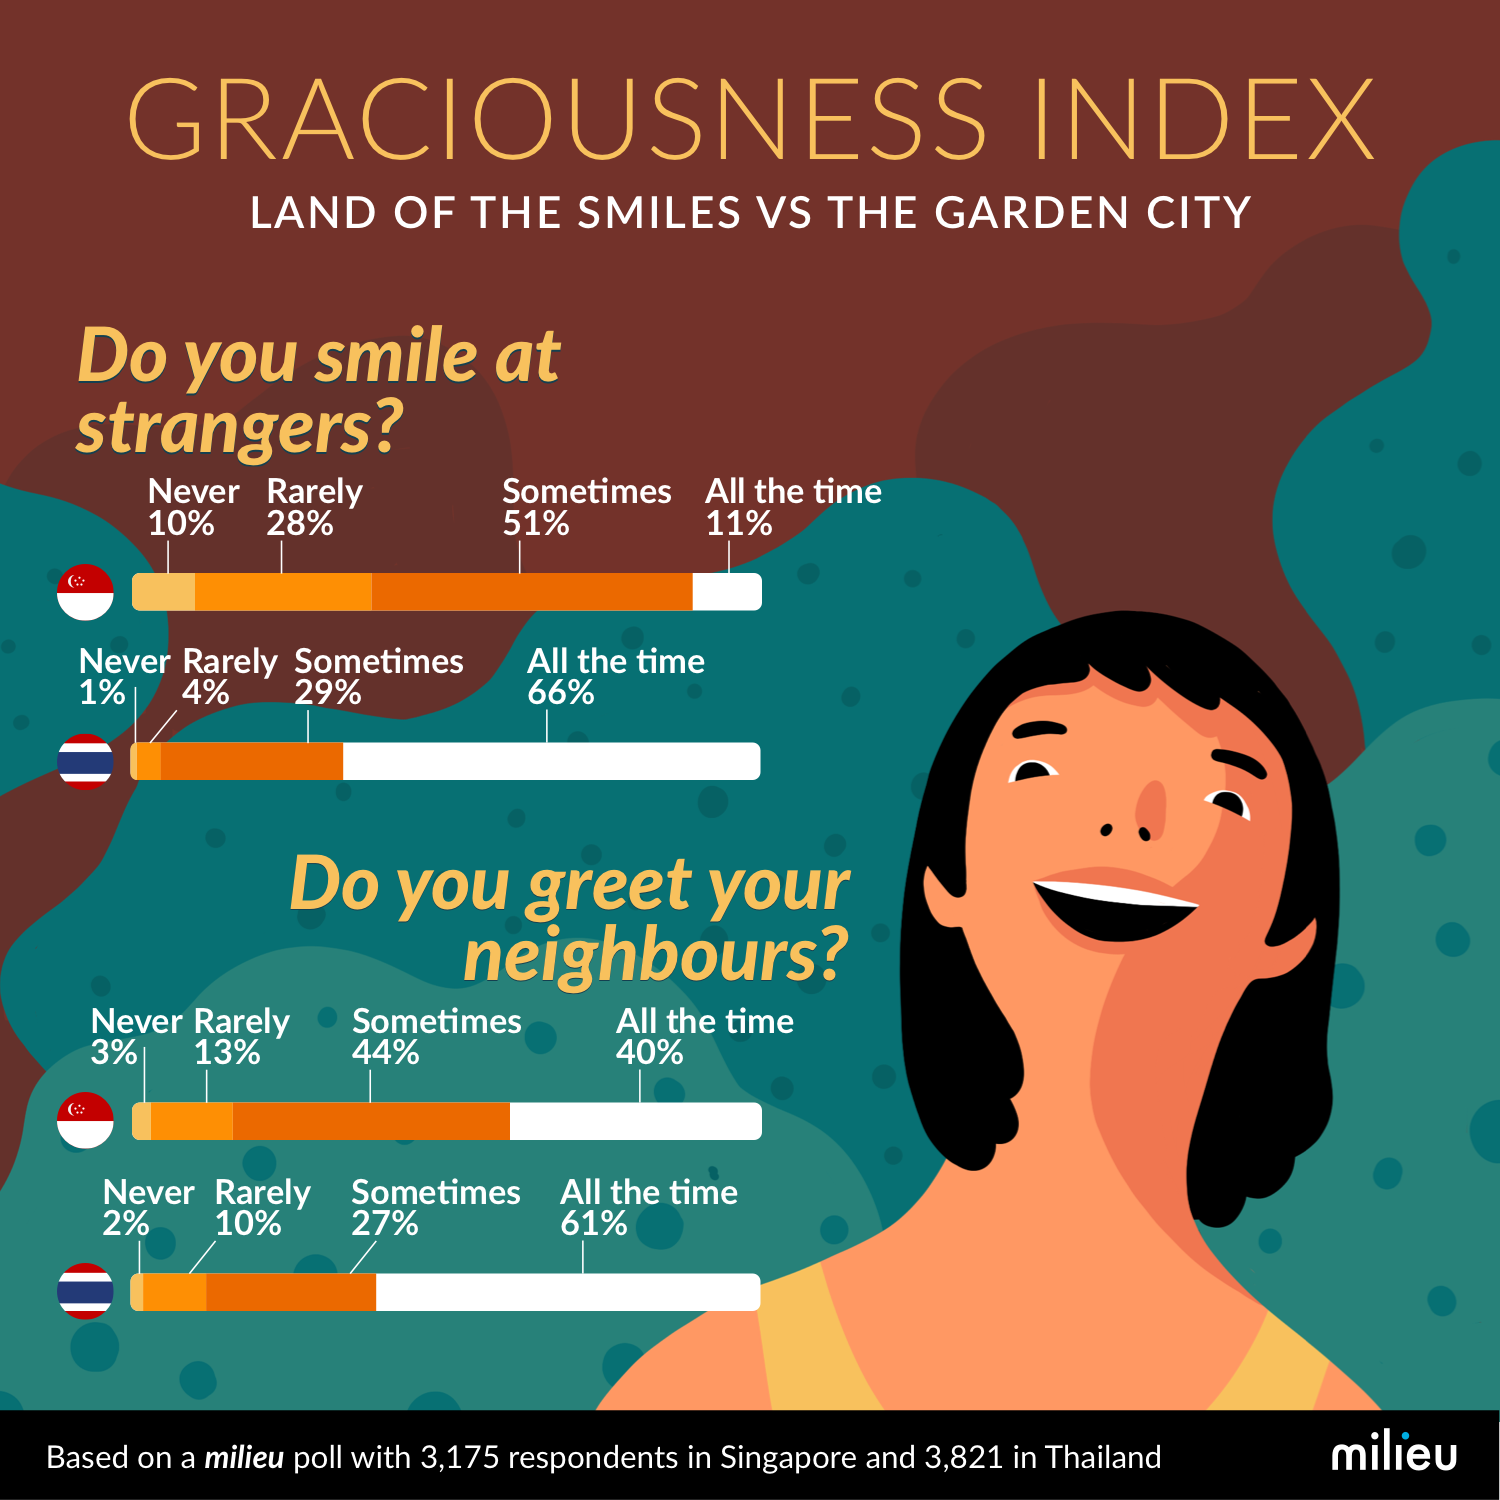 GRACIOUSNESS INDEX
LAND OF THE SMILES VS THE GARDEN CITY
Do you smile at
strangers?
Never Rarely Sometimes All the time
10% 28% 51% 11%
Never Rarely Sometimes All the time
1% 4% 29% 66%
Do you greet your
neighbours?
Never Rarely Sometimes All the time
3% 13% 44% 40%
Never Rarely Sometimes All the time
2% 10% 27% 61%
Based on a milieu poll with 3,175 respondents in Singapore and 3,821 in Thailand
milieu